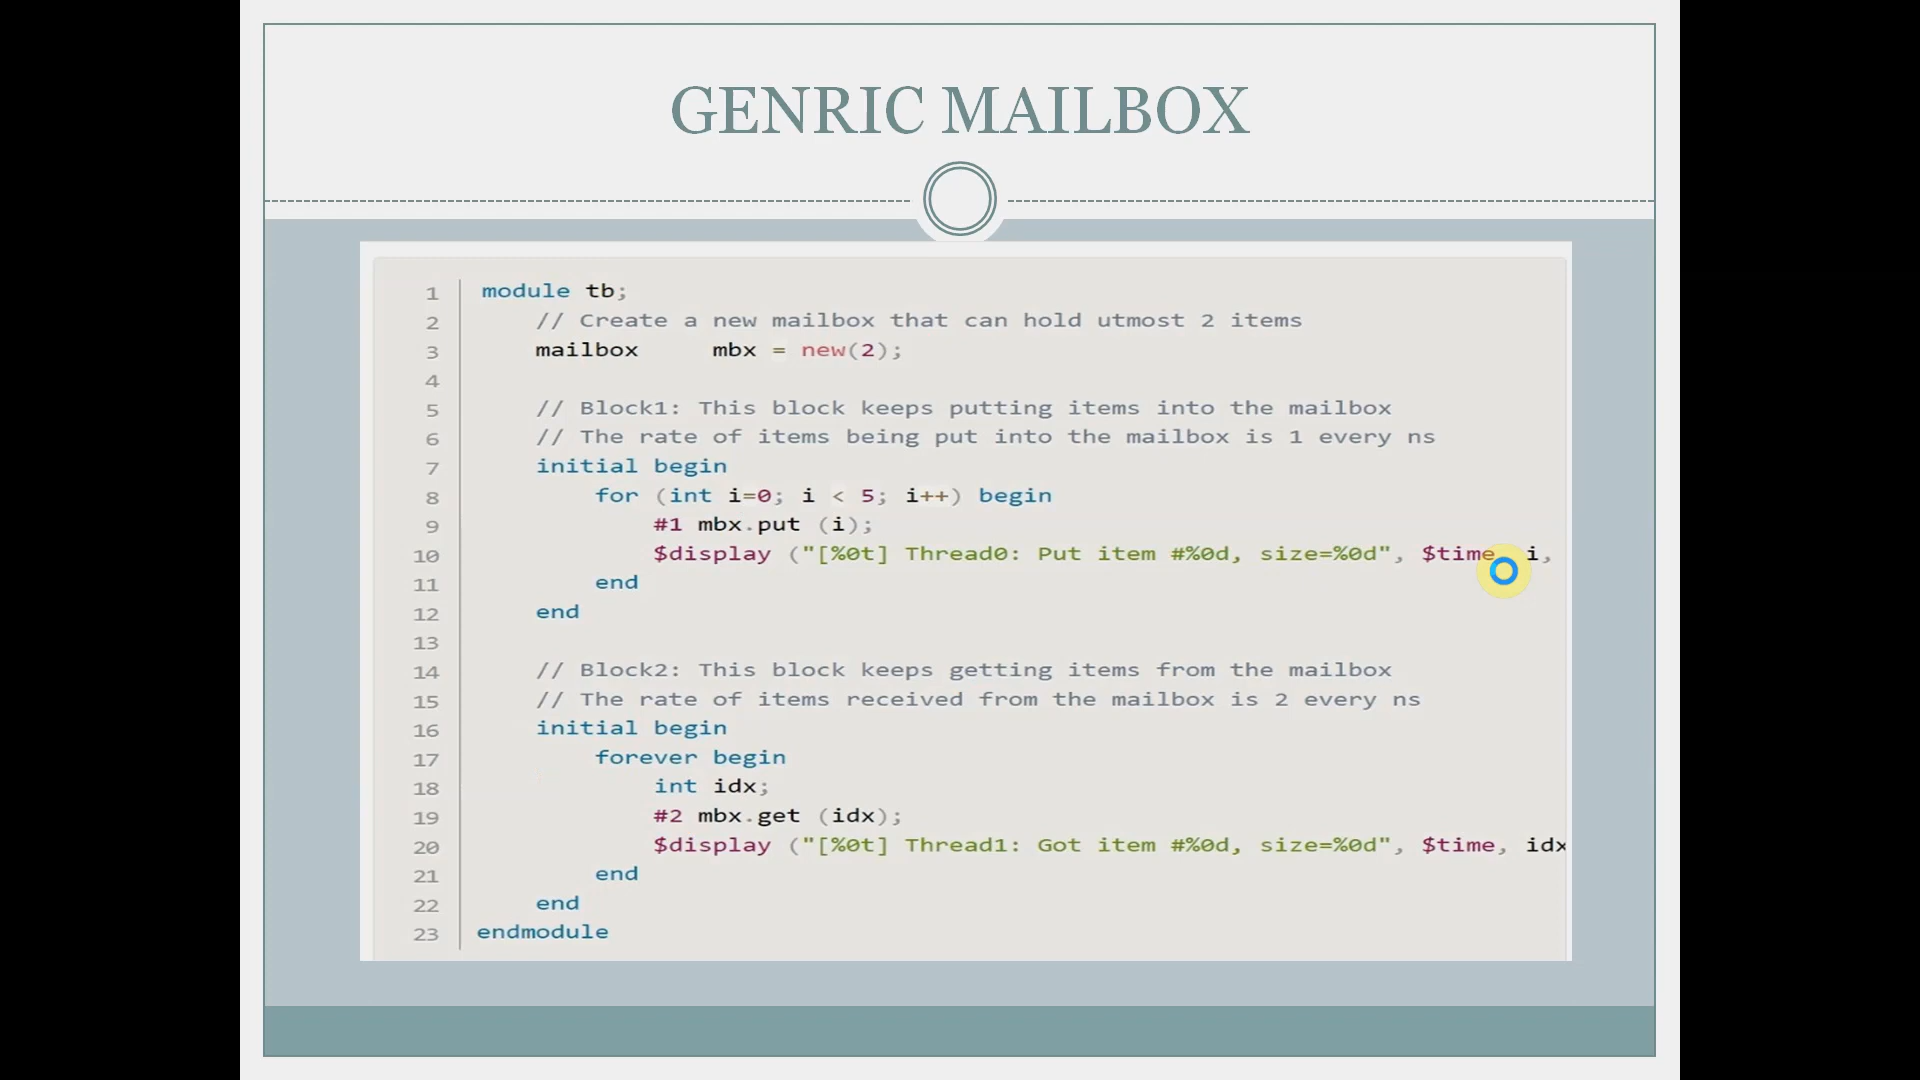 GENRIC MAILBOX
1 module tb;
2 // Create a new mailbox that can hold utmost 2 items
3 mailbox mbx = new(2);
4
5 // Block1: This block keeps putting items into the mailbox
6 // The rate of items being put into the mailbox is 1 every ns
7 initial begin
8 for (int i=0; i < 5; i++) begin
9 #1 mbx.put (i);
10 $display ("[%0t] Thread0: Put item #%0d, size=%0d", $time, i,
11 end
12 end
13
14 // Block2: This block keeps getting items from the mailbox
15 // The rate of items received from the mailbox is 2 every ns
16 initial begin
17 forever begin
18 int idx;
19 #2 mbx.get (idx);
20 $display ("[%0t] Thread1: Got item #%0d, size=%0d", $time, idx
21 end
22 end
23 endmodule